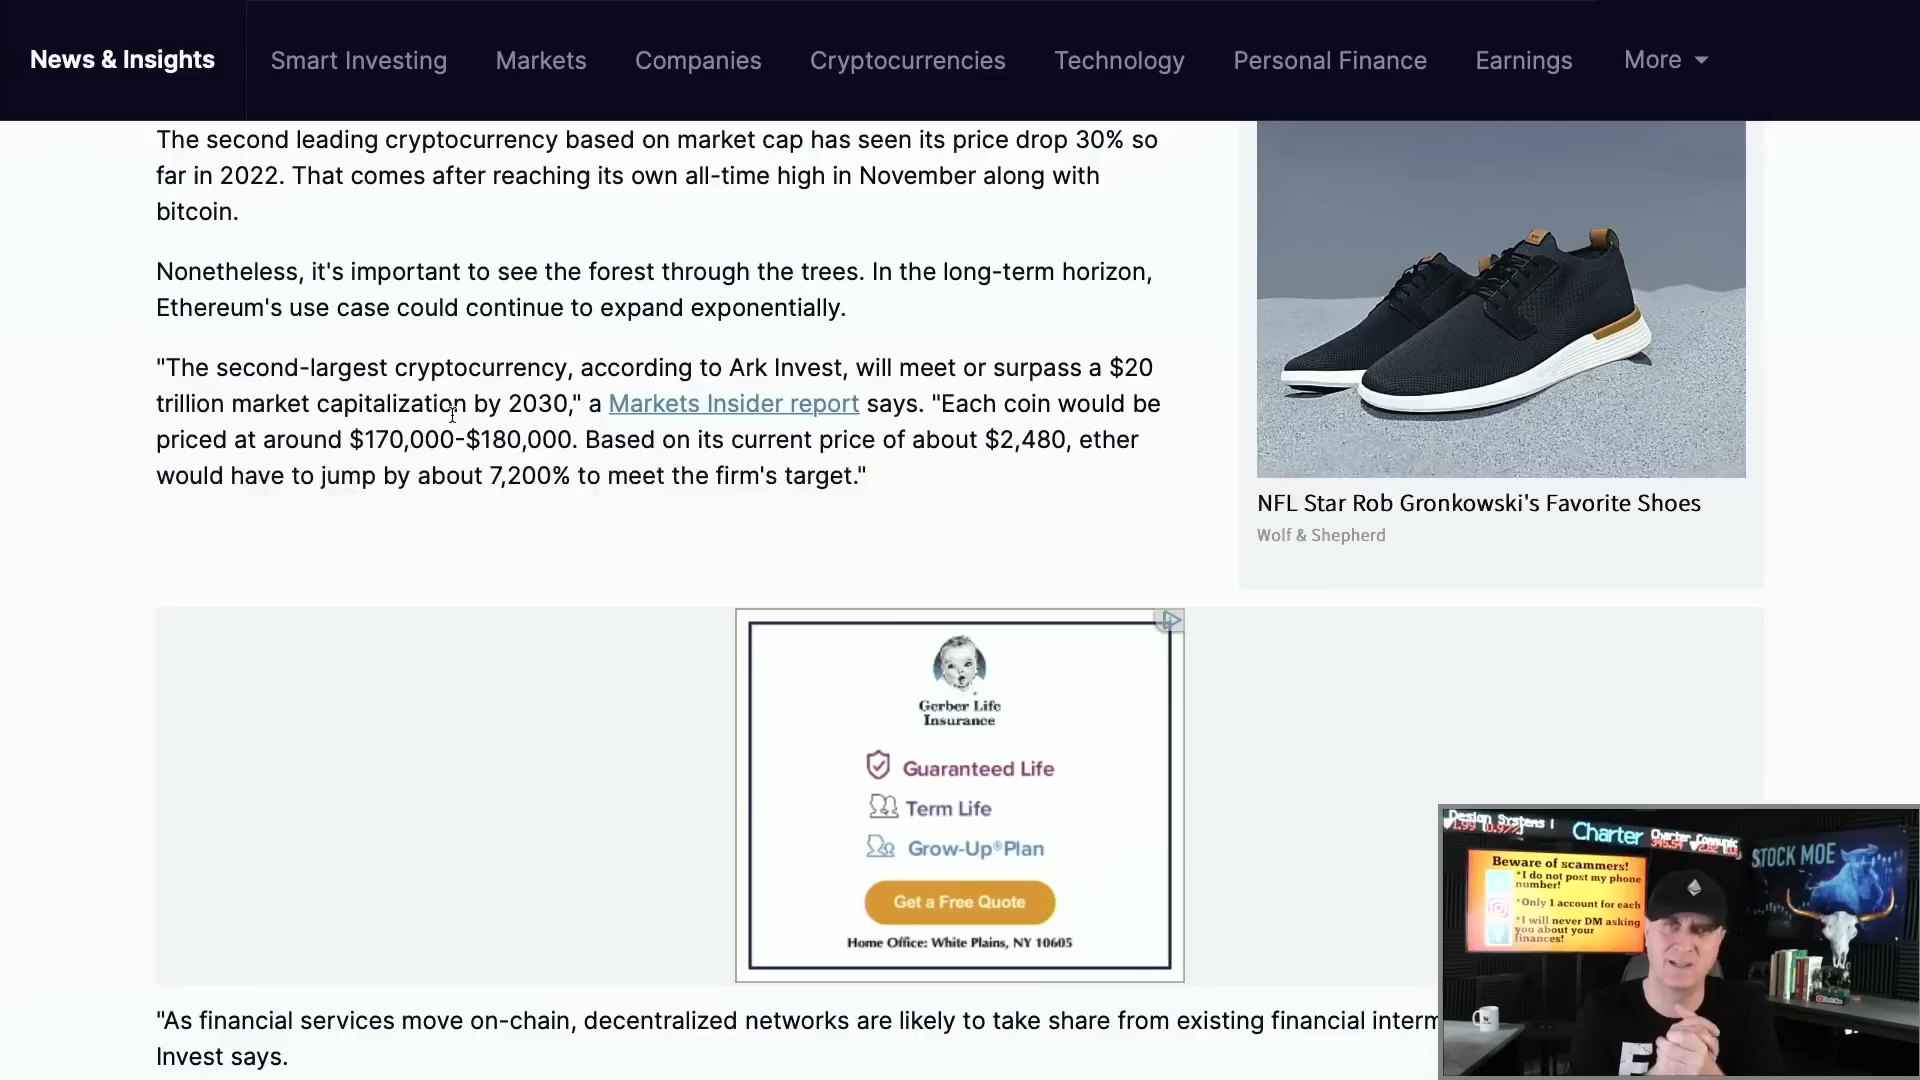 News & Insights
Smart Investing
Markets
Companies
Cryptocurrencies
Technology
Personal Finance
Earnings
More
The second leading cryptocurrency based on market cap has seen its price drop 30% so
far in 2022. That comes after reaching its own all-time high in November along with
bitcoin.
Nonetheless, it's important to see the forest through the trees. In the long-term horizon,
Ethereum's use case could continue to expand exponentially.
"The second-largest cryptocurrency, according to Ark Invest, will meet or surpass a $20
trillion market capitalization by 2030," a Markets Insider report says. "Each coin would be
priced at around $170,000-$180,000. Based on its current price of about $2,480, ether
would have to jump by about 7,200% to meet the firm's target."
NFL Star Rob Gronkowski's Favorite Shoes
Wolf & Shepherd
Gerber Life
Insurance
Guaranteed Life
Term Life
Grow-Up®Plan
Get a Free Quote
Home Office: White Plains, NY 10605
"As financial services move on-chain, decentralized networks are likely to take share from existing financial interm
Invest says.
Design Systems
1.99 (0.97%)
Charter
345.54
2.82
Beware of scammers!
*I do not post my phone
number!
*Only 1 account for each
*I will never DM asking
you about your
finances!
STOCK MOE